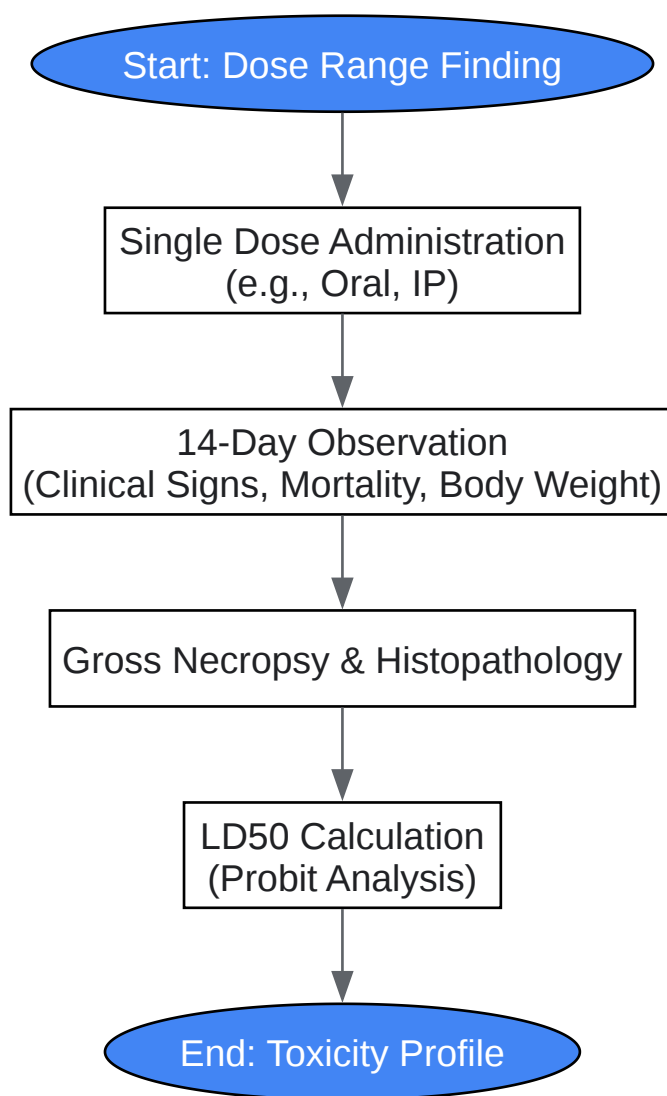 Start: Dose Range Finding
Single Dose Administration
(e.g., Oral, IP)
14-Day Observation
(Clinical Signs, Mortality, Body Weight)
Gross Necropsy & Histopathology
LD50 Calculation
(Probit Analysis)
End: Toxicity Profile